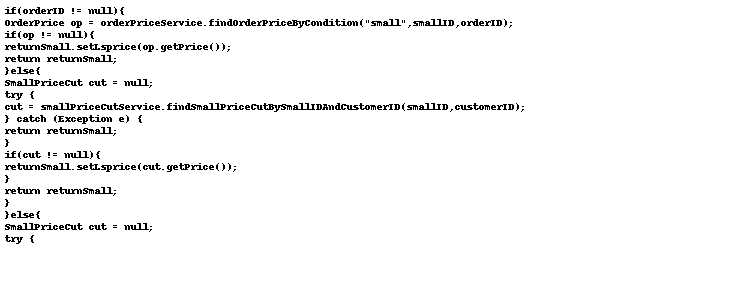 if(orderID != null){
OrderPrice op = orderPriceService.findOrderPriceByCondition("small",smallID,orderID);
if(op != null){
returnSmall.setLsprice(op.getPrice());
return returnSmall;
}else{
SmallPriceCut cut = null;
try {
cut = smallPriceCutService.findSmallPriceCutBySmallIDAndCustomerID(smallID,customerID);
} catch (Exception e) {
return returnSmall;
}
if(cut != null){
returnSmall.setLsprice(cut.getPrice());
}
return returnSmall;
}
}else{
SmallPriceCut cut = null;
try {